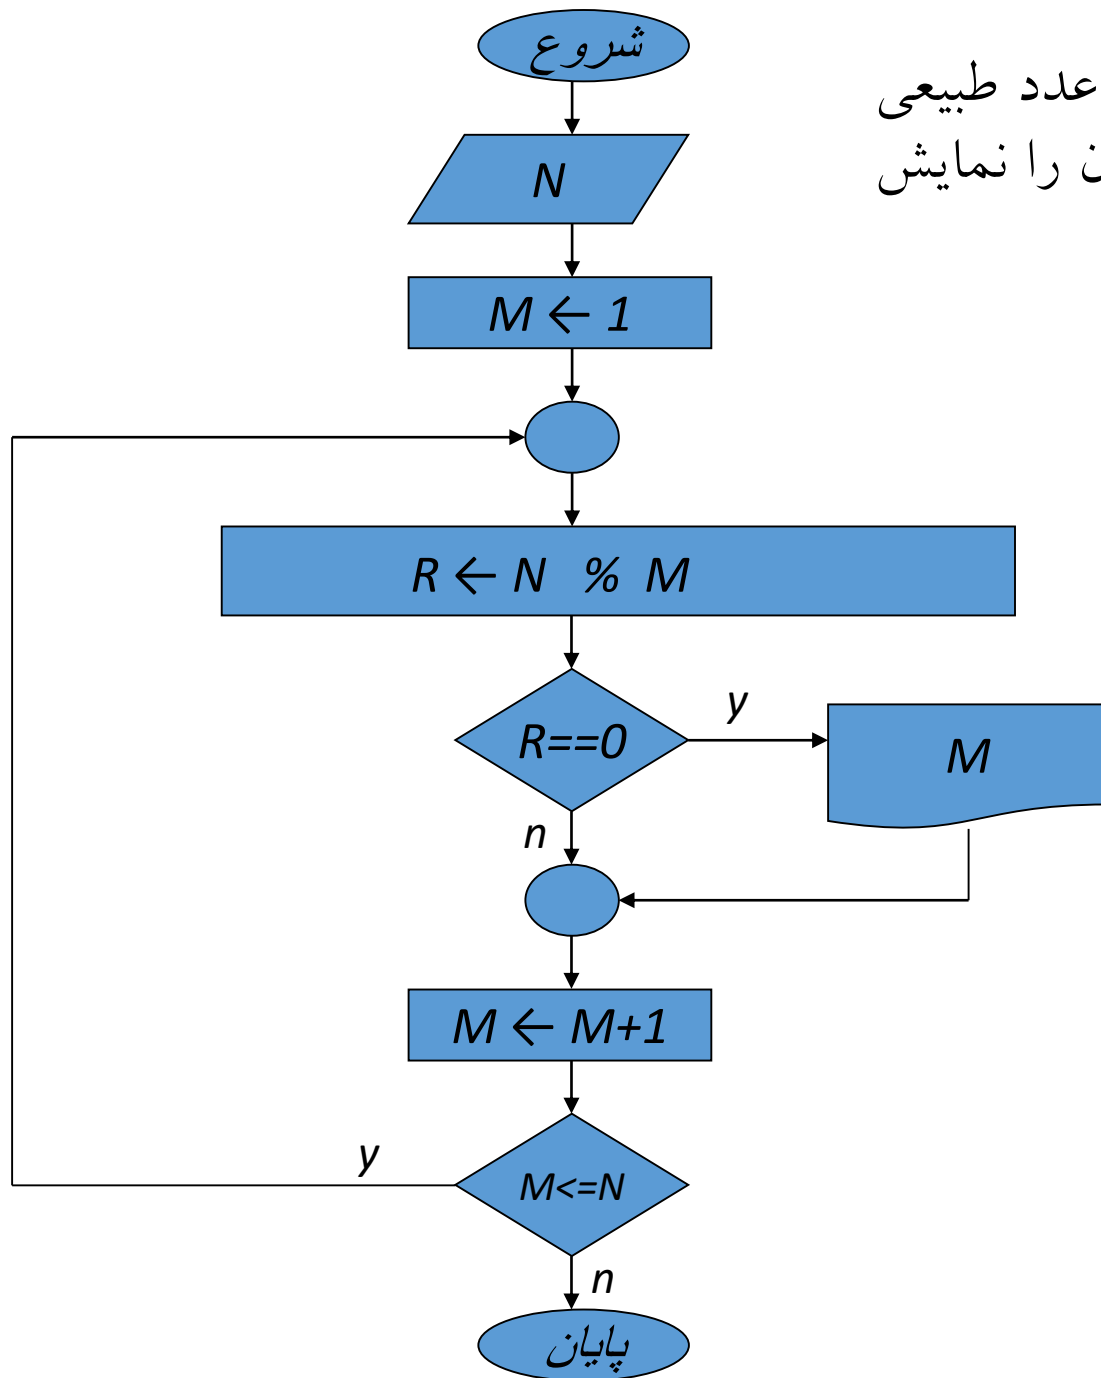 شروع
عدد طبیعی
را نمایش
N
M ← 1
R ← N % M
R==0
y
M
n
M ← M+1
y
M<=N
n
پایان